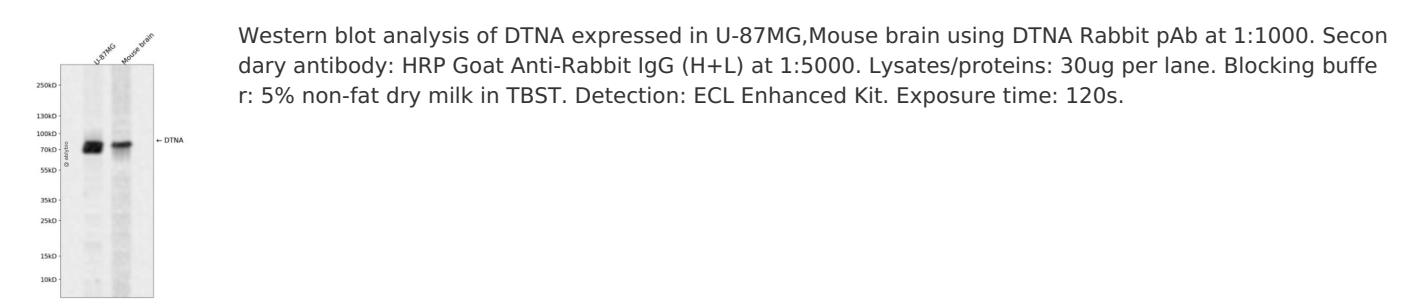 U-87MG
Mouse brain
250kD
130kD
100kD
70kD
55kD
35kD
25kD
15kD
10kD
← DTNA
Western blot analysis of DTNA expressed in U-87MG,Mouse brain using DTNA Rabbit pAb at 1:1000. Secon
dary antibody: HRP Goat Anti-Rabbit IgG (H+L) at 1:5000. Lysates/proteins: 30ug per lane. Blocking buffe
r: 5% non-fat dry milk in TBST. Detection: ECL Enhanced Kit. Exposure time: 120s.